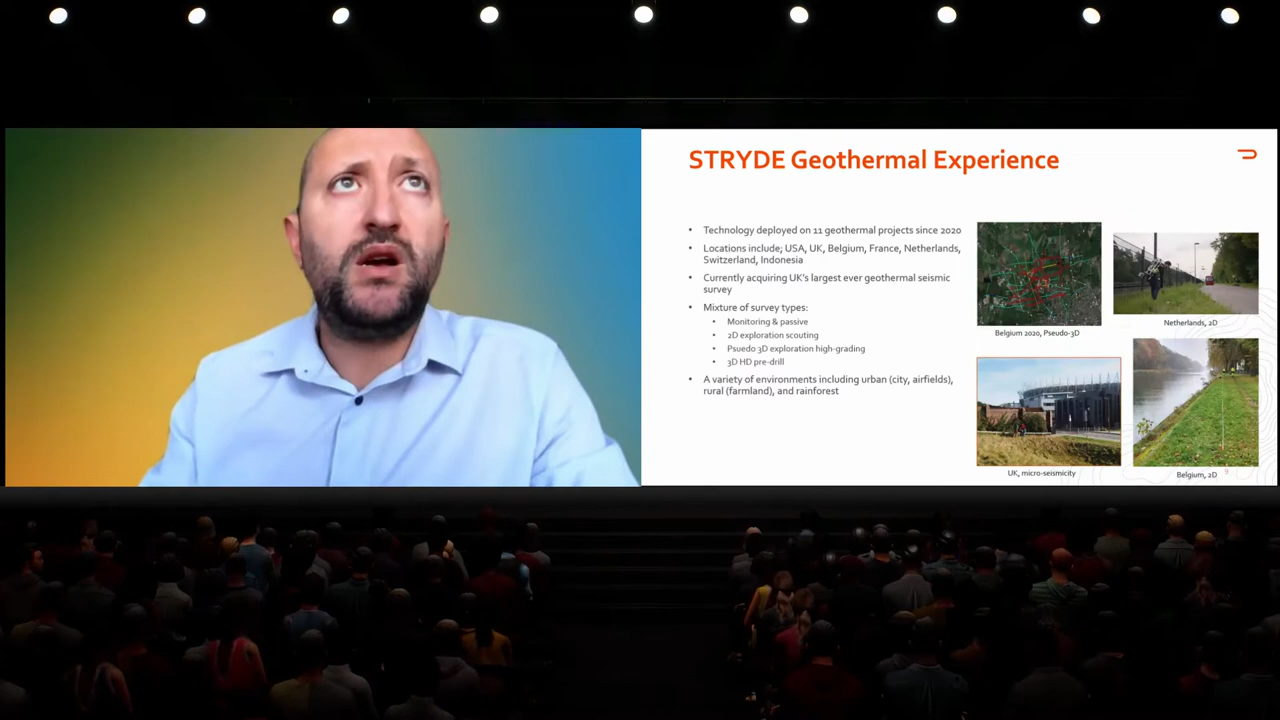 STRYDE Geothermal Experience
• Technology deployed on 11 geothermal projects since 2020
• Locations include; USA, UK, Belgium, France, Netherlands,
Switzerland, Indonesia
• Currently acquiring UK's largest ever geothermal seismic
survey
• Mixture of survey types:
• Monitoring & passive
• 2D exploration scouting
• Psuedo 3D exploration high-grading
• 3D HD pre-drill
• A variety of environments including urban (city, airfields),
rural (farmland), and rainforest
Belgium 2020, Pseudo-3D
Netherlands, 2D
UK, micro-seismicity
Belgium, 2D
9